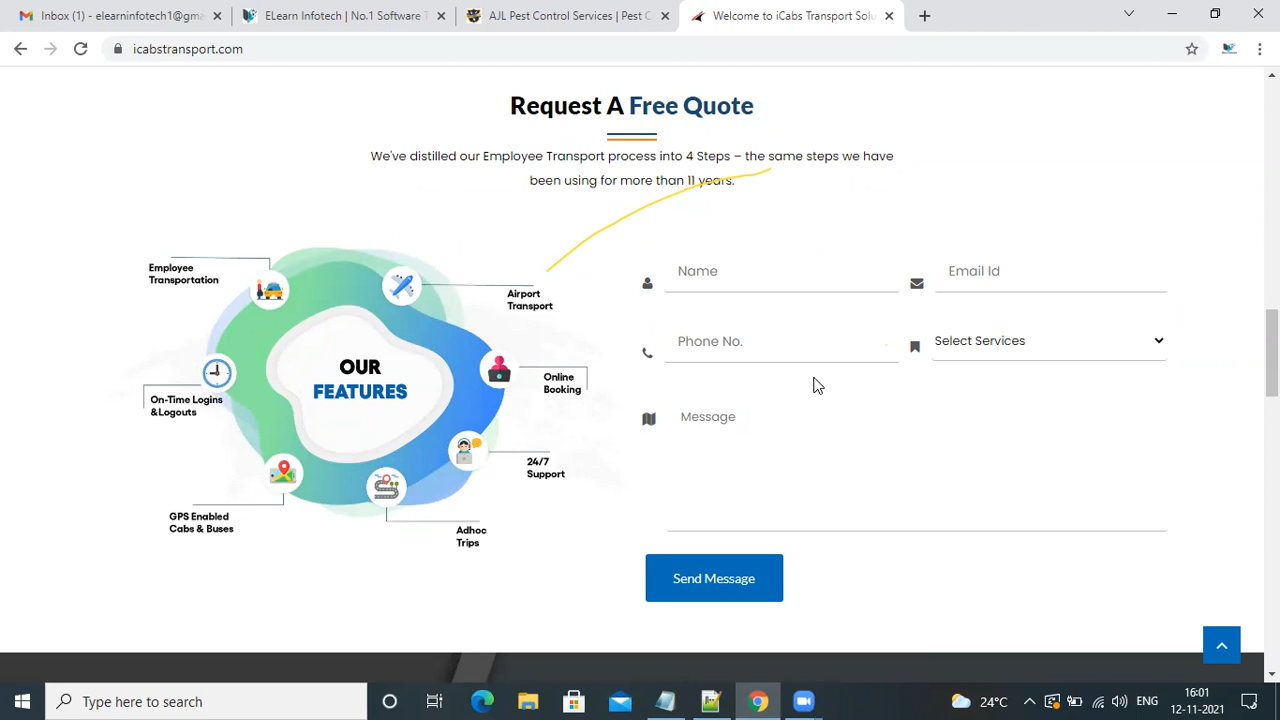 Inbox (1) - elearninfotech1@gma
ELearn Infotech | No.1 Software T
AJL Pest Control Services | Pest C
Welcome to iCabs Transport Solu
icabstransport.com
Request A Free Quote
We've distilled our Employee Transport process into 4 Steps – the same steps we have
been using for more than 11 years.
Employee
Transportation
Airport
Transport
On-Time Logins
&Logouts
OUR
FEATURES
Online
Booking
24/7
Support
GPS Enabled
Cabs & Buses
Adhoc
Trips
Name
Email Id
Phone No.
Select Services
Message
Send Message
Type here to search
24°C
ENG
16:01
12-11-2021